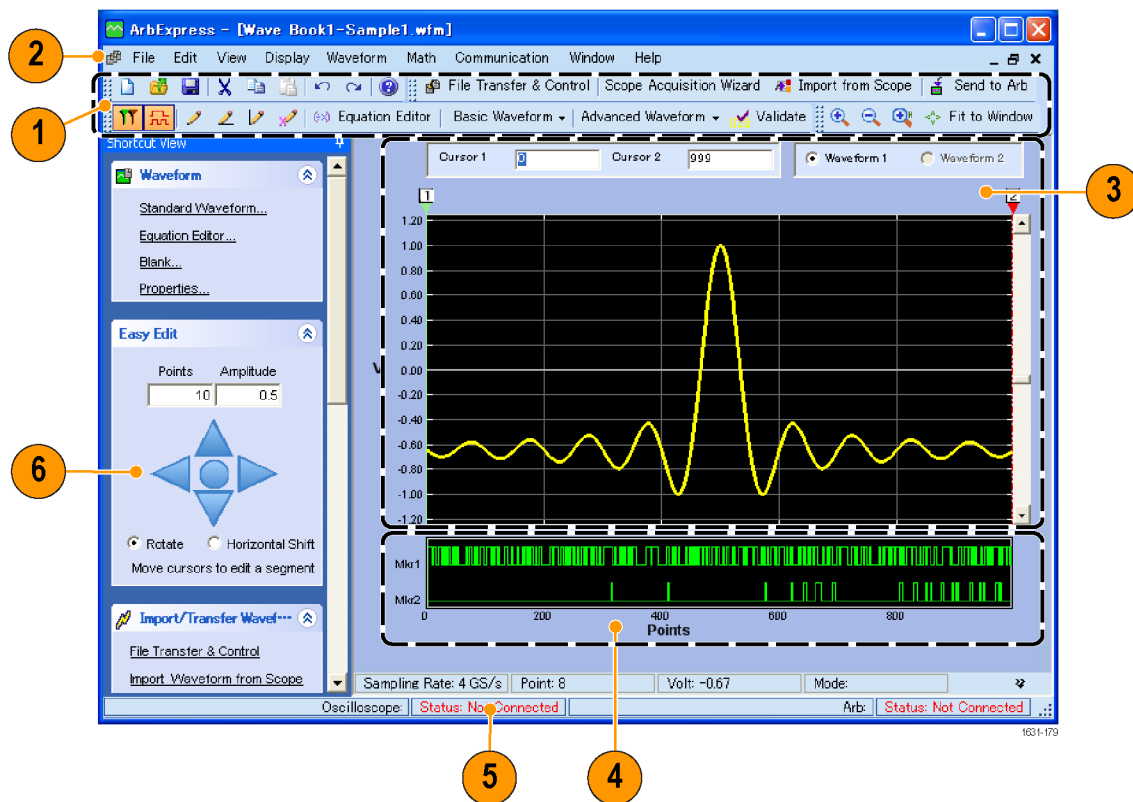 ArbExpress - [Wave Book1-Sample1.wfm]
2
File Edit View Display Waveform Math Communication Window Help
File Transfer & Control Scope Acquisition Wizard Import from Scope Send to Arb
1
Equation Editor Basic Waveform Advanced Waveform Validate Fit to Window
Shortcut View
Cursor 1 0 Cursor 2 999 Waveform 1 Waveform 2
3
Waveform
Standard Waveform...
Equation Editor...
Blank...
Properties...
1 2
1.20
1.00
0.80
0.60
0.40
0.20
0.00
-0.20
-0.40
-0.60
-0.80
-1.00
-1.20
V
Easy Edit
Points Amplitude
10 0.5
6
Rotate Horizontal Shift
Move cursors to edit a segment
Mkr1
Mkr2
0 200 400 600 800
Points
4
Import/Transfer Wavef...
File Transfer & Control
Import Waveform from Scope
Sampling Rate: 4 GS/s Point: 8 Volt: -0.67 Mode:
Oscilloscope: Status: Not Connected Arb: Status: Not Connected
5
1631-179